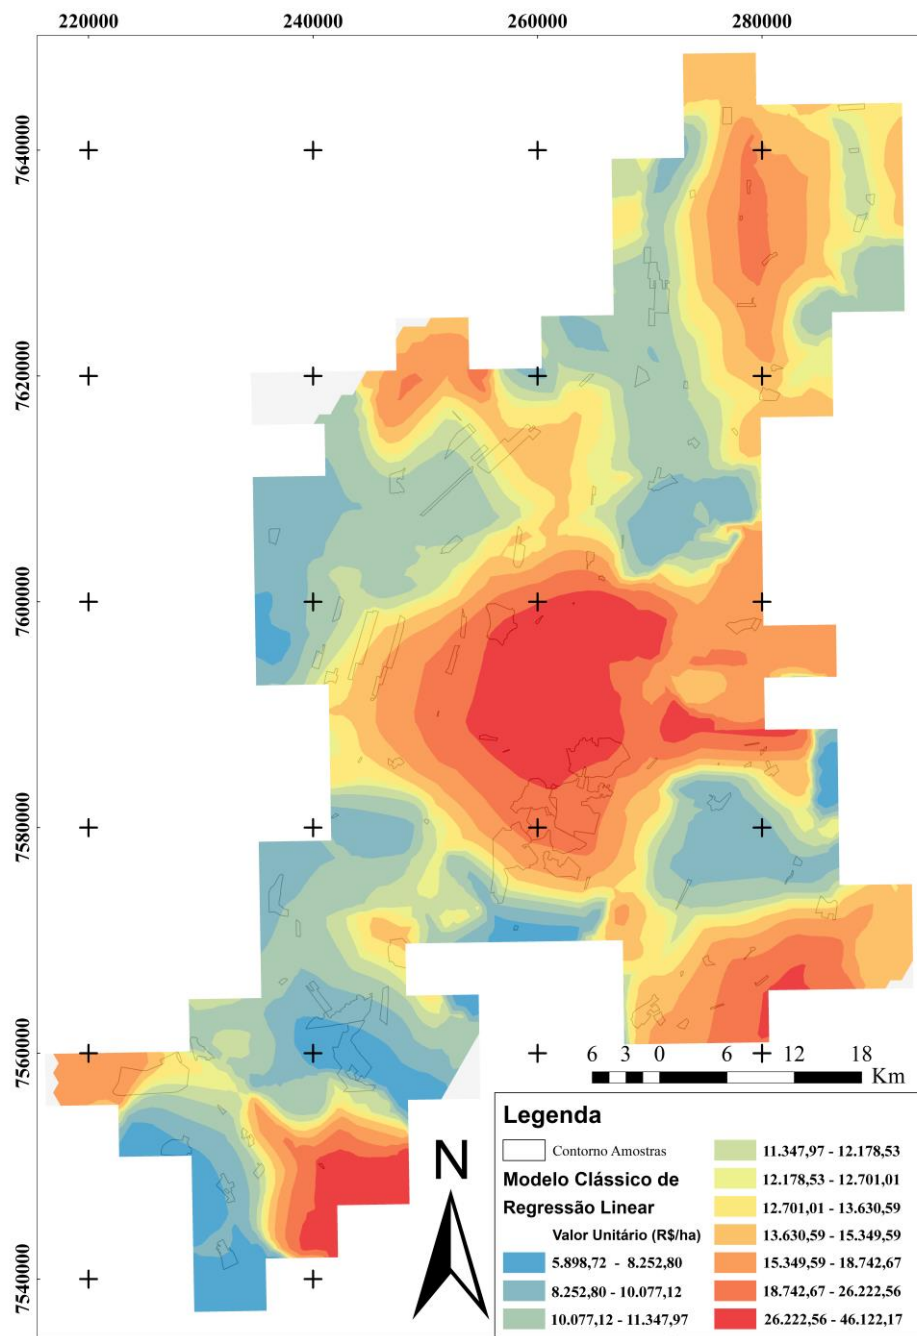 220000 240000 260000 280000
7640000
7620000
7600000
7580000
7560000
7540000
6 3 0 6 12 18
Km
N
Legenda
Contorno Amostras
Modelo Clássico de
Regressão Linear
Valor Unitário (R$/ha)
5.898,72 - 8.252,80
8.252,80 - 10.077,12
10.077,12 - 11.347,97
11.347,97 - 12.178,53
12.178,53 - 12.701,01
12.701,01 - 13.630,59
13.630,59 - 15.349,59
15.349,59 - 18.742,67
18.742,67 - 26.222,56
26.222,56 - 46.122,17